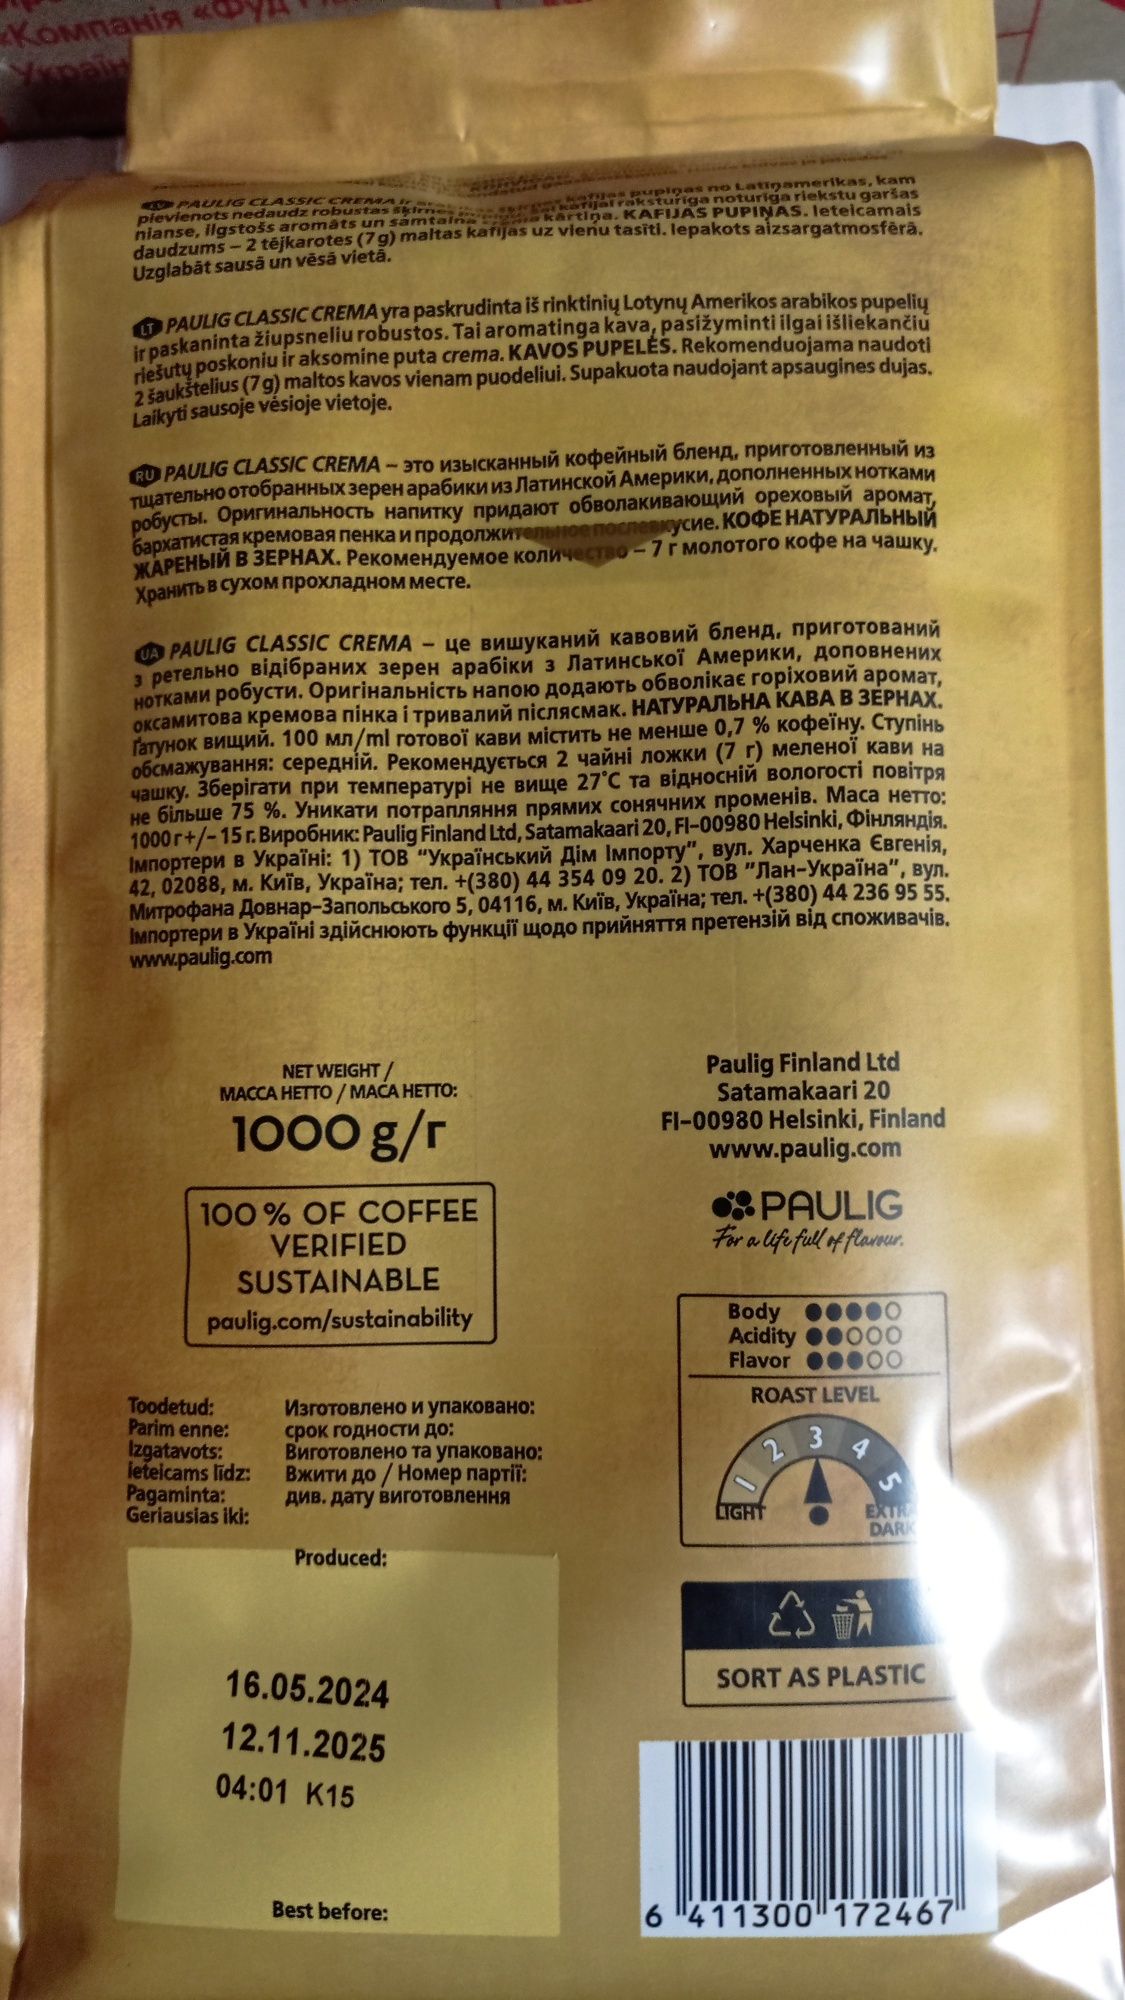 «Компанія «Фуд
Україн
PAULIG CLASSIC CREMA ir pupiņas no Latīņamerikas, kam
pievienots nedaudz robustas šķirnes kafijai raksturīga noturīga riekstu garšas
nianse, ilgstošs aromāts un samtaina kārtiņa. KAFIJAS PUPIŅAS. Ieteicamais
daudzums – 2 tējkarotes (7 g) maltas kafijas uz vienu tasīti. Iepakots aizsargatmosfērā.
Uzglabāt sausā un vēsā vietā.
LT PAULIG CLASSIC CREMA yra paskrudinta iš rinktinių Lotynų Amerikos arabikos pupelių
ir paskaninta žiupsneliu robustos. Tai aromatinga kava, pasižyminti ilgai išliekančiu
riešutų poskoniu ir aksomine puta crema. KAVOS PUPELĖS. Rekomenduojama naudoti
2 šaukštelius (7 g) maltos kavos vienam puodeliui. Supakuota naudojant apsaugines dujas.
Laikyti sausoje vėsioje vietoje.
RU PAULIG CLASSIC CREMA – это изысканный кофейный бленд, приготовленный из
тщательно отобранных зерен арабики из Латинской Америки, дополненных нотками
робусты. Оригинальность напитку придают обволакивающий ореховый аромат,
бархатистая кремовая пенка и продолжительное послевкусие. КОФЕ НАТУРАЛЬНЫЙ
ЖАРЕНЫЙ В ЗЕРНАХ. Рекомендуемое количество – 7 г молотого кофе на чашку.
Хранить в сухом прохладном месте.
UA PAULIG CLASSIC CREMA – це вишуканий кавовий бленд, приготований
з ретельно відібраних зерен арабіки з Латинської Америки, доповнених
нотками робусти. Оригінальність напою додають обволікає горіховий аромат,
оксамитова кремова пінка і тривалий післясмак. НАТУРАЛЬНА КАВА В ЗЕРНАХ.
Ґатунок вищий. 100 мл/ml готової кави містить не менше 0,7 % кофеїну. Ступінь
обсмажування: середній. Рекомендується 2 чайні ложки (7 г) меленої кави на
чашку. Зберігати при температурі не вище 27°С та відносній вологості повітря
не більше 75 %. Уникати потрапляння прямих сонячних променів. Маса нетто:
1000 г +/- 15 г. Виробник: Paulig Finland Ltd, Satamakaari 20, FI-00980 Helsinki, Фінляндія.
Імпортери в Україні: 1) ТОВ "Український Дім Імпорту", вул. Харченка Євгенія,
42, 02088, м. Київ, Україна; тел. +(380) 44 354 09 20. 2) ТОВ "Лан-Україна", вул.
Митрофана Довнар-Запольського 5, 04116, м. Київ, Україна; тел. +(380) 44 236 95 55.
Імпортери в Україні здійснюють функції щодо прийняття претензій від споживачів.
www.paulig.com
NET WEIGHT /
МАССА НЕТТО / МАСА НЕТТО:
1000 g/г
100 % OF COFFEE
VERIFIED
SUSTAINABLE
paulig.com/sustainability
Paulig Finland Ltd
Satamakaari 20
FI-00980 Helsinki, Finland
www.paulig.com
PAULIG
For a life full of flavour.
Body
Acidity
Flavor
ROAST LEVEL
1 2 3 4 5
LIGHT
EXTRA
DARK
Toodetud:
Parim enne:
Izgatavots:
Ieteicams līdz:
Pagaminta:
Geriausias iki:
Изготовлено и упаковано:
срок годности до:
Виготовлено та упаковано:
Вжити до / Номер партії:
див. дату виготовлення
Produced:
16.05.2024
12.11.2025
04:01 K15
Best before:
SORT AS PLASTIC
6 411300 172467